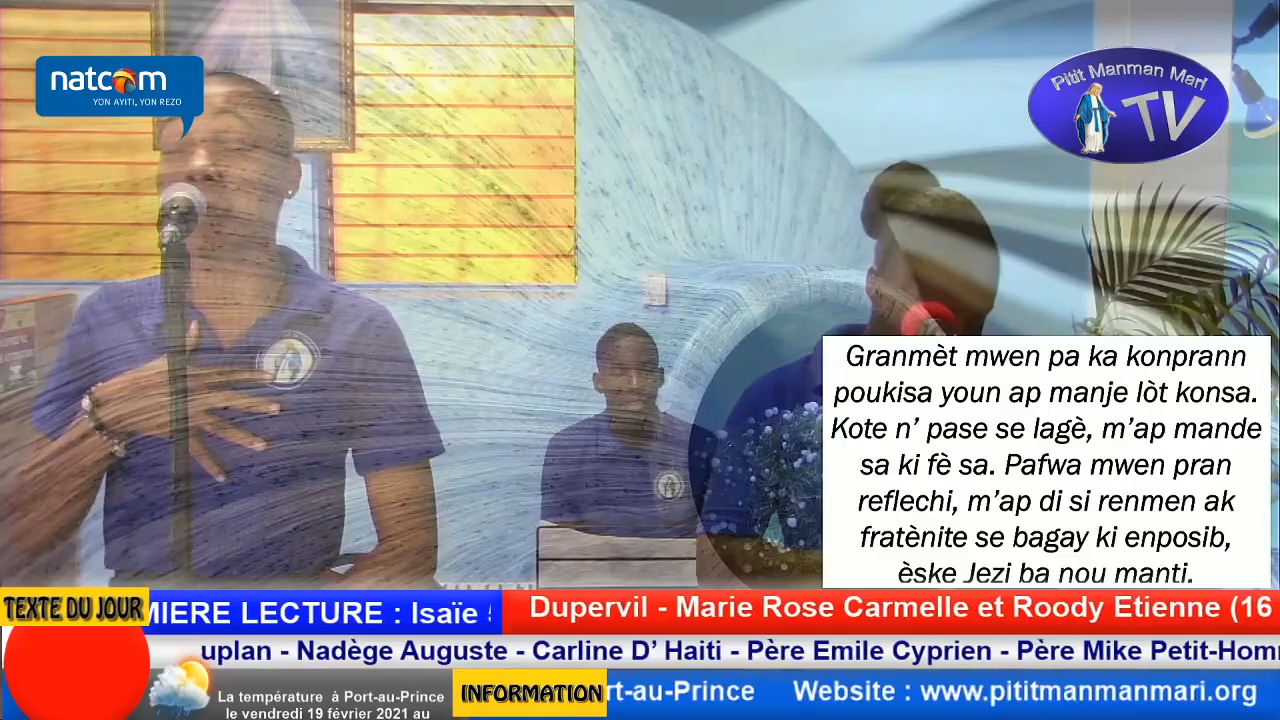 natcom
YON AYITI, YON REZO
Pitit Manman Mari
TV
Granmèt mwen pa ka konprann
poukisa youn ap manje lòt konsa.
Kote n' pase se lagè, m'ap mande
sa ki fè sa. Pafwa mwen pran
reflechi, m'ap di si renmen ak
fratènite se bagay ki enposib,
èske Jezi ba nou manti.
TEXTE DU JOUR
MIERE LECTURE : Isaïe
Dupervil - Marie Rose Carmelle et Roody Etienne (16
uplan - Nadège Auguste - Carline D' Haiti - Père Emile Cyprien - Père Mike Petit-Hom
La température à Port-au-Prince
le vendredi 19 février 2021 au
INFORMATION
rt-au-Prince Website : www.pititmanmanmari.org